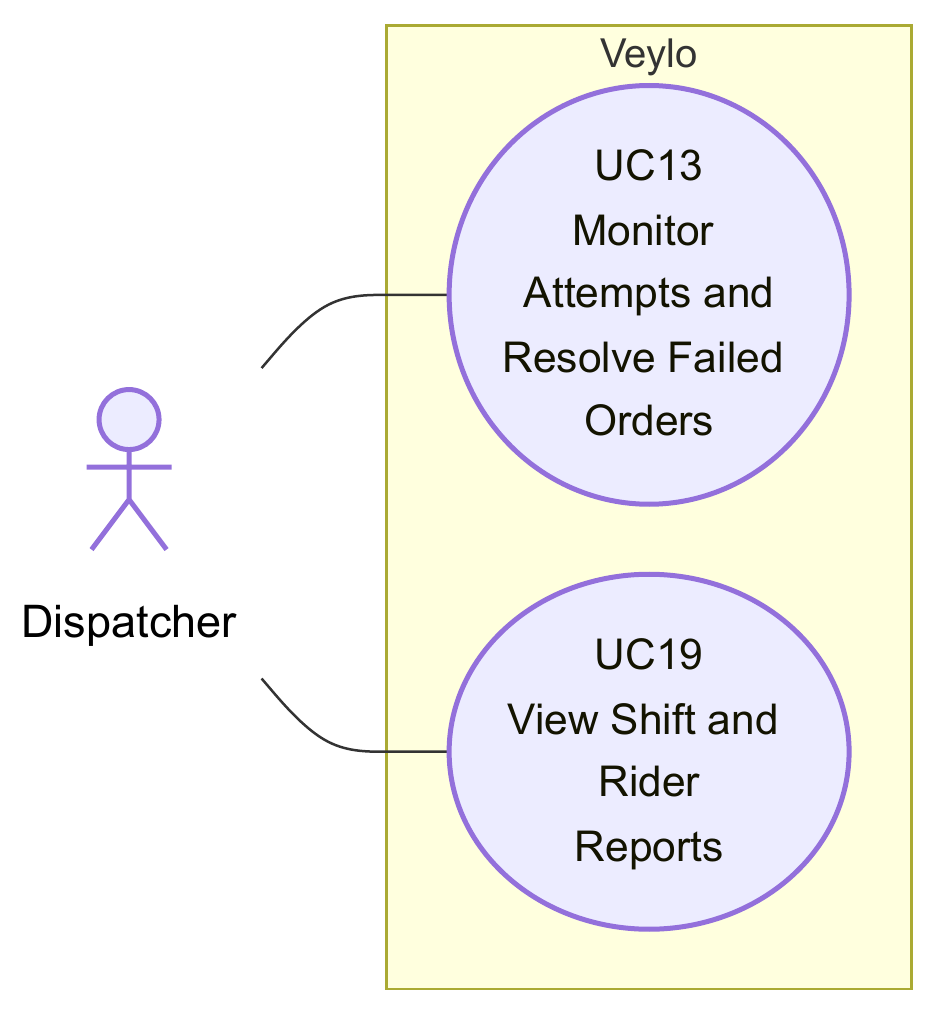 Veylo
UC13
Monitor
Attempts and
Resolve Failed
Orders
Dispatcher
UC19
View Shift and
Rider
Reports